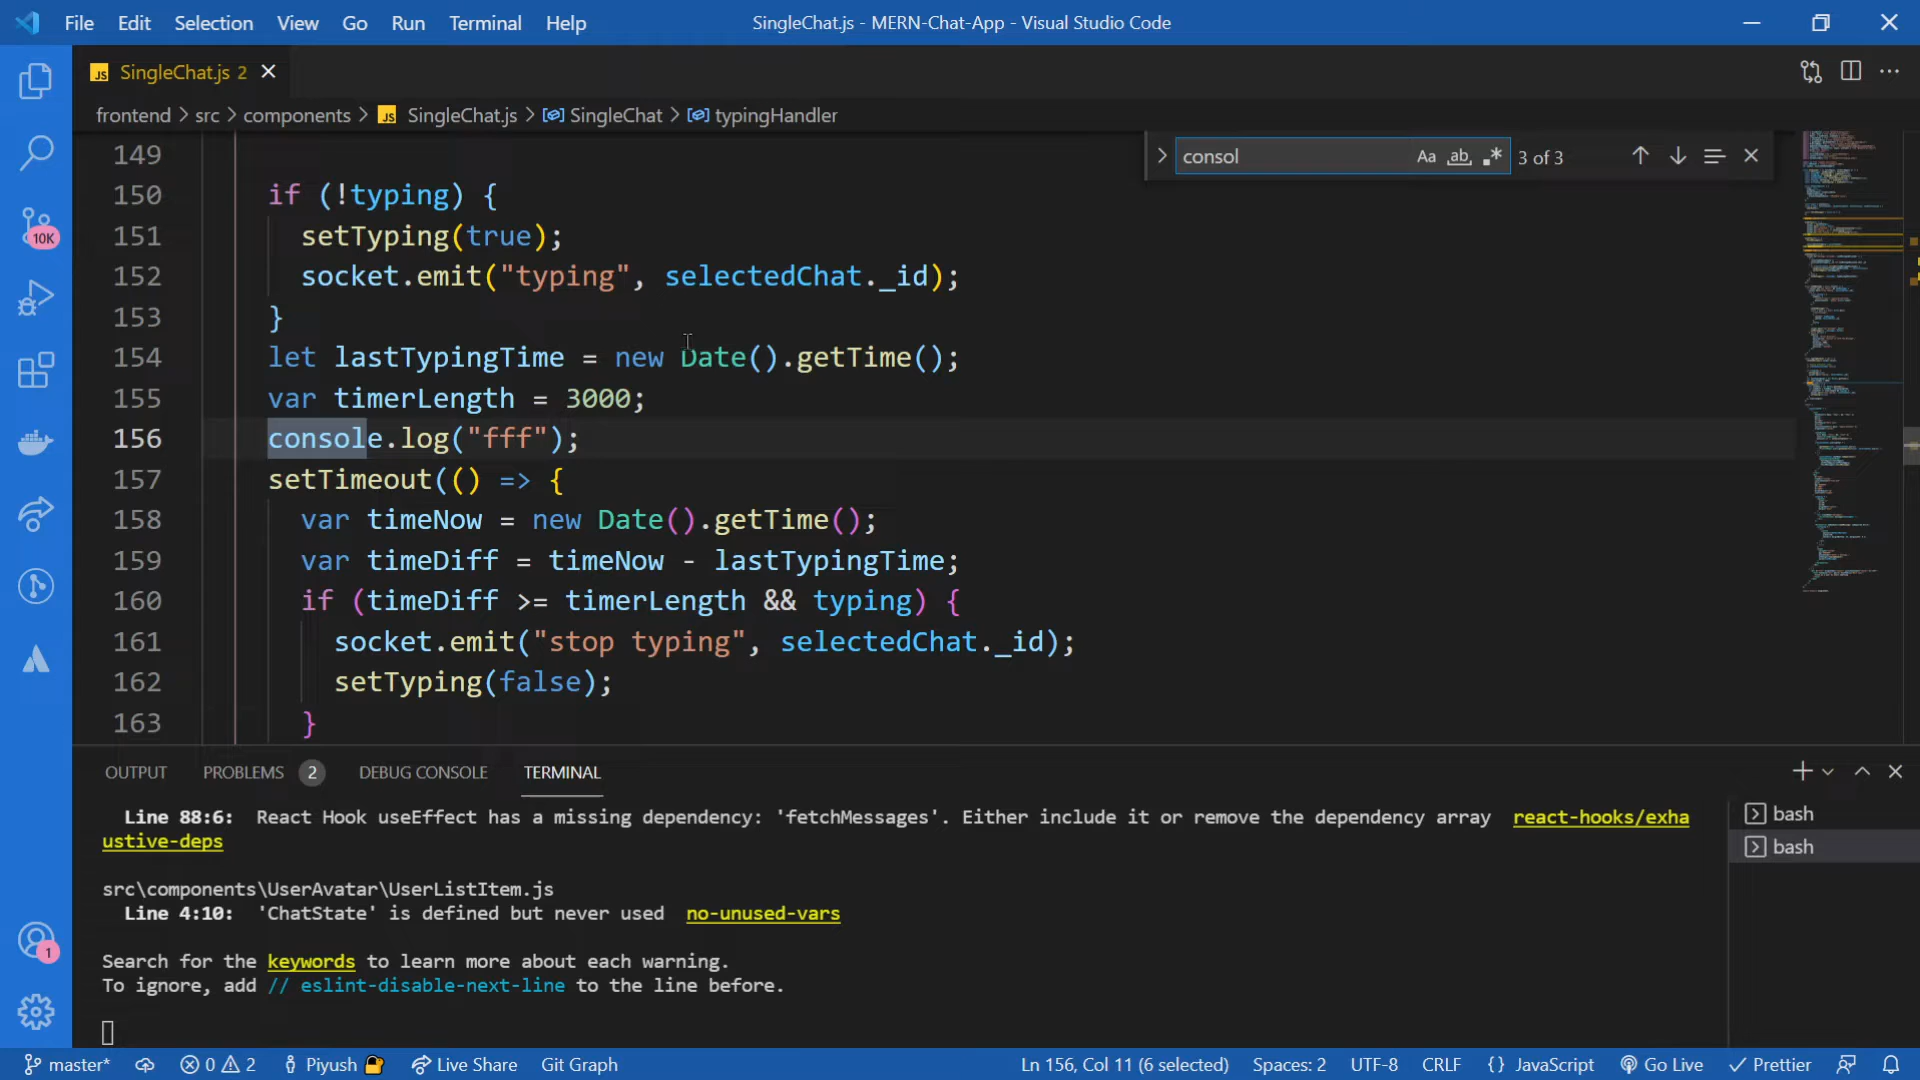 File Edit Selection View Go Run Terminal Help
SingleChat.js - MERN-Chat-App - Visual Studio Code
JS SingleChat.js 2
frontend > src > components > JS SingleChat.js > SingleChat > typingHandler
consol Aa ab .* 3 of 3
149
150 if (!typing) {
151 setTyping(true);
152 socket.emit("typing", selectedChat._id);
153 }
154 let lastTypingTime = new Date().getTime();
155 var timerLength = 3000;
156 console.log("fff");
157 setTimeout(() => {
158 var timeNow = new Date().getTime();
159 var timeDiff = timeNow - lastTypingTime;
160 if (timeDiff >= timerLength && typing) {
161 socket.emit("stop typing", selectedChat._id);
162 setTyping(false);
163 }
10K
1
OUTPUT PROBLEMS 2 DEBUG CONSOLE TERMINAL
Line 88:6: React Hook useEffect has a missing dependency: 'fetchMessages'. Either include it or remove the dependency array react-hooks/exha
ustive-deps
src\components\UserAvatar\UserListItem.js
Line 4:10: 'ChatState' is defined but never used no-unused-vars
Search for the keywords to learn more about each warning.
To ignore, add // eslint-disable-next-line to the line before.
bash
bash
master* 0 2 Piyush Live Share Git Graph Ln 156, Col 11 (6 selected) Spaces: 2 UTF-8 CRLF {} JavaScript Go Live Prettier